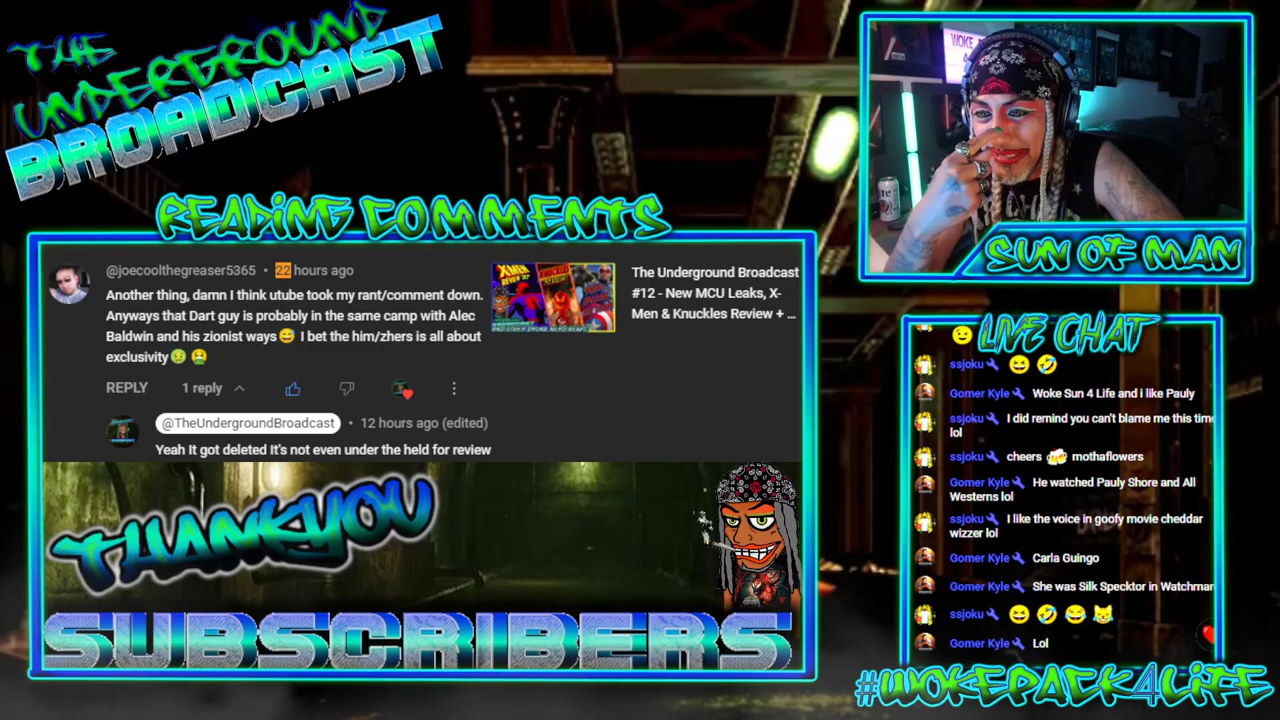 THE
UNDERGROUND
BROADCAST
READING COMMENTS
@joecoolthegreaser5365 • 22 hours ago
Another thing, damn I think utube took my rant/comment down.
Anyways that Dart guy is probably in the same camp with Alec
Baldwin and his zionist ways😅 I bet the him/zhers is all about
exclusivity🤢 🤮
The Underground Broadcast
#12 - New MCU Leaks, X-
Men & Knuckles Review + ...
REPLY 1 reply
@TheUndergroundBroadcast • 12 hours ago (edited)
Yeah It got deleted It's not even under the held for review
THANKYOU
SUBSCRIBERS
WOKE
SUN OF MAN
LIVE CHAT
😉
ssjoku 😆 🤣
Gomer Kyle Woke Sun 4 Life and i like Pauly
ssjoku I did remind you can't blame me this time
lol
ssjoku cheers 🍻 mothaflowers
Gomer Kyle He watched Pauly Shore and All
Westerns lol
ssjoku I like the voice in goofy movie cheddar
wizzer lol
Gomer Kyle Carla Guingo
Gomer Kyle She was Silk Specktor in Watchman
ssjoku 😆 🤣 😂 😹
Gomer Kyle Lol
#WOKEPACK4LIFE